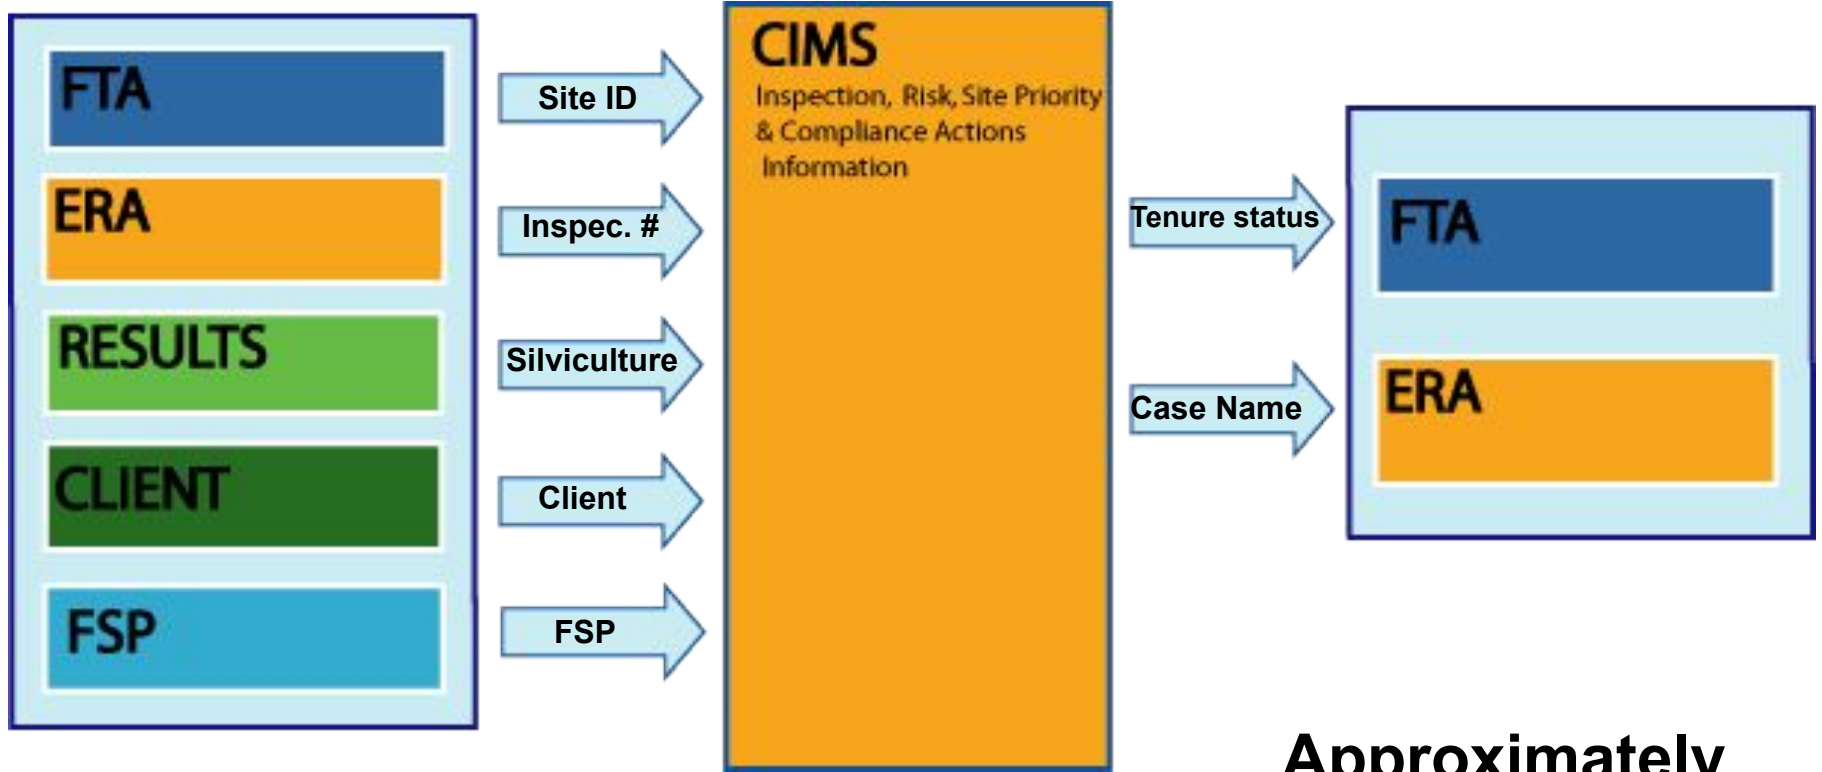 FTA
ERA
RESULTS
CLIENT
FSP
Site ID
Inspec. #
Silviculture
Client
FSP
CIMS
Inspection, Risk, Site Priority
& Compliance Actions
Information
Tenure status
Case Name
FTA
ERA
Approximately